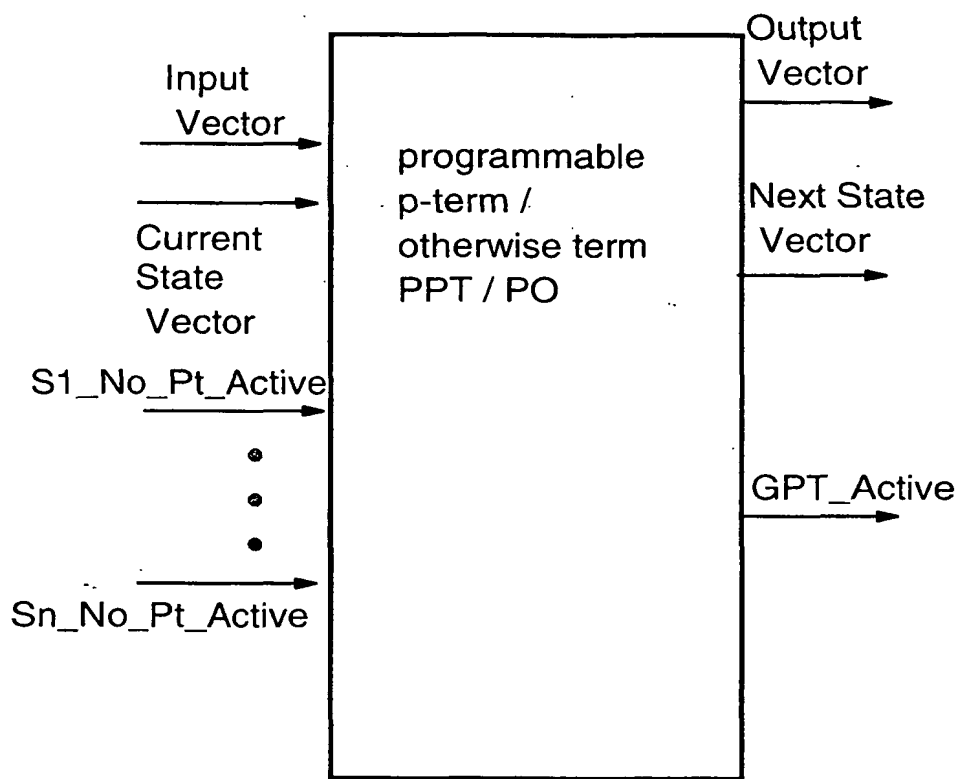 Input
Vector
Current
State
Vector
S1_No_Pt_Active
Sn_No_Pt_Active
programmable
p-term /
otherwise term
PPT / PO
Output
Vector
Next State
Vector
GPT_Active